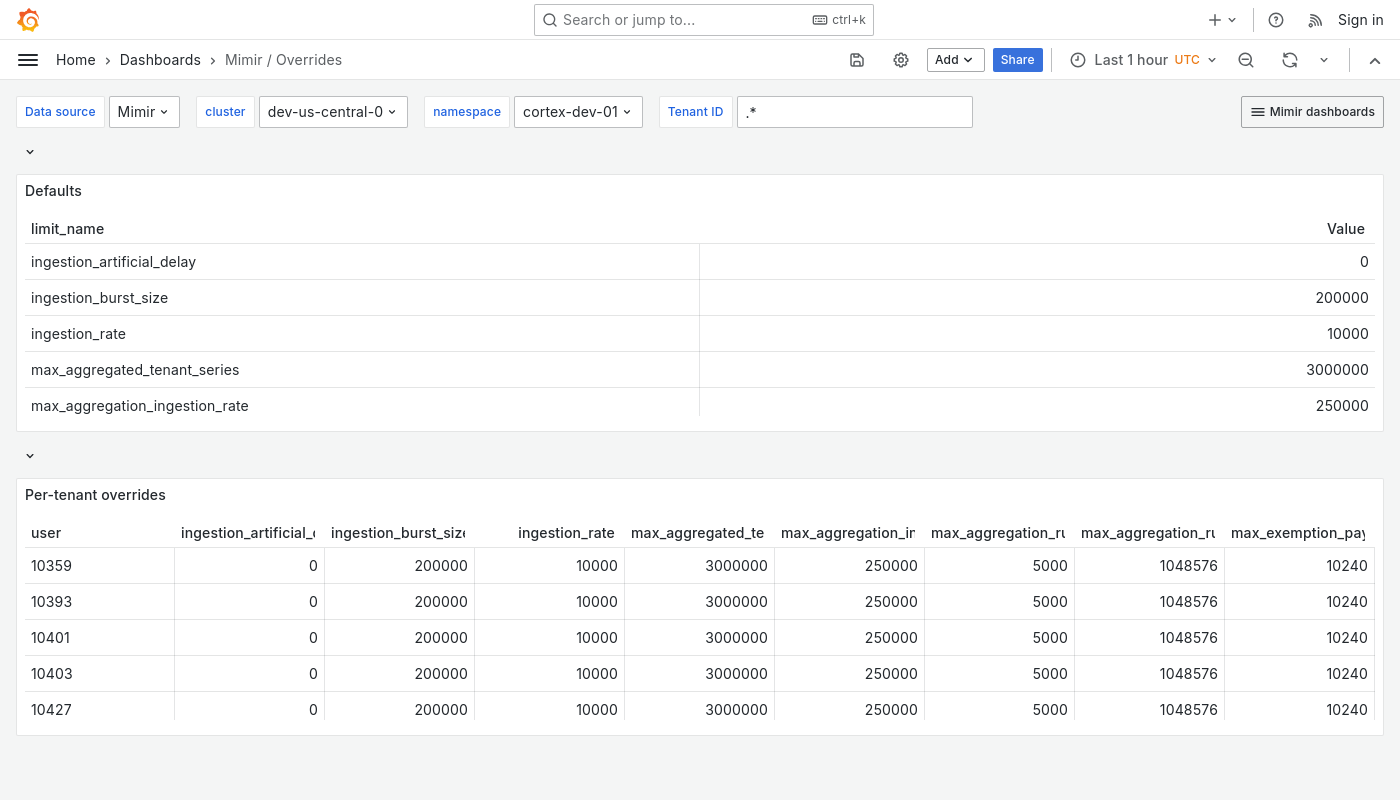 Search or jump to... ctrl+k Sign in
Home › Dashboards › Mimir / Overrides Add Share Last 1 hour UTC
Data source Mimir cluster dev-us-central-0 namespace cortex-dev-01 Tenant ID .* Mimir dashboards
Defaults
limit_name Value
ingestion_artificial_delay 0
ingestion_burst_size 200000
ingestion_rate 10000
max_aggregated_tenant_series 3000000
max_aggregation_ingestion_rate 250000
Per-tenant overrides
user ingestion_artificial_ ingestion_burst_size ingestion_rate max_aggregated_te max_aggregation_in max_aggregation_ru max_aggregation_ru max_exemption_pay
10359 0 200000 10000 3000000 250000 5000 1048576 10240
10393 0 200000 10000 3000000 250000 5000 1048576 10240
10401 0 200000 10000 3000000 250000 5000 1048576 10240
10403 0 200000 10000 3000000 250000 5000 1048576 10240
10427 0 200000 10000 3000000 250000 5000 1048576 10240